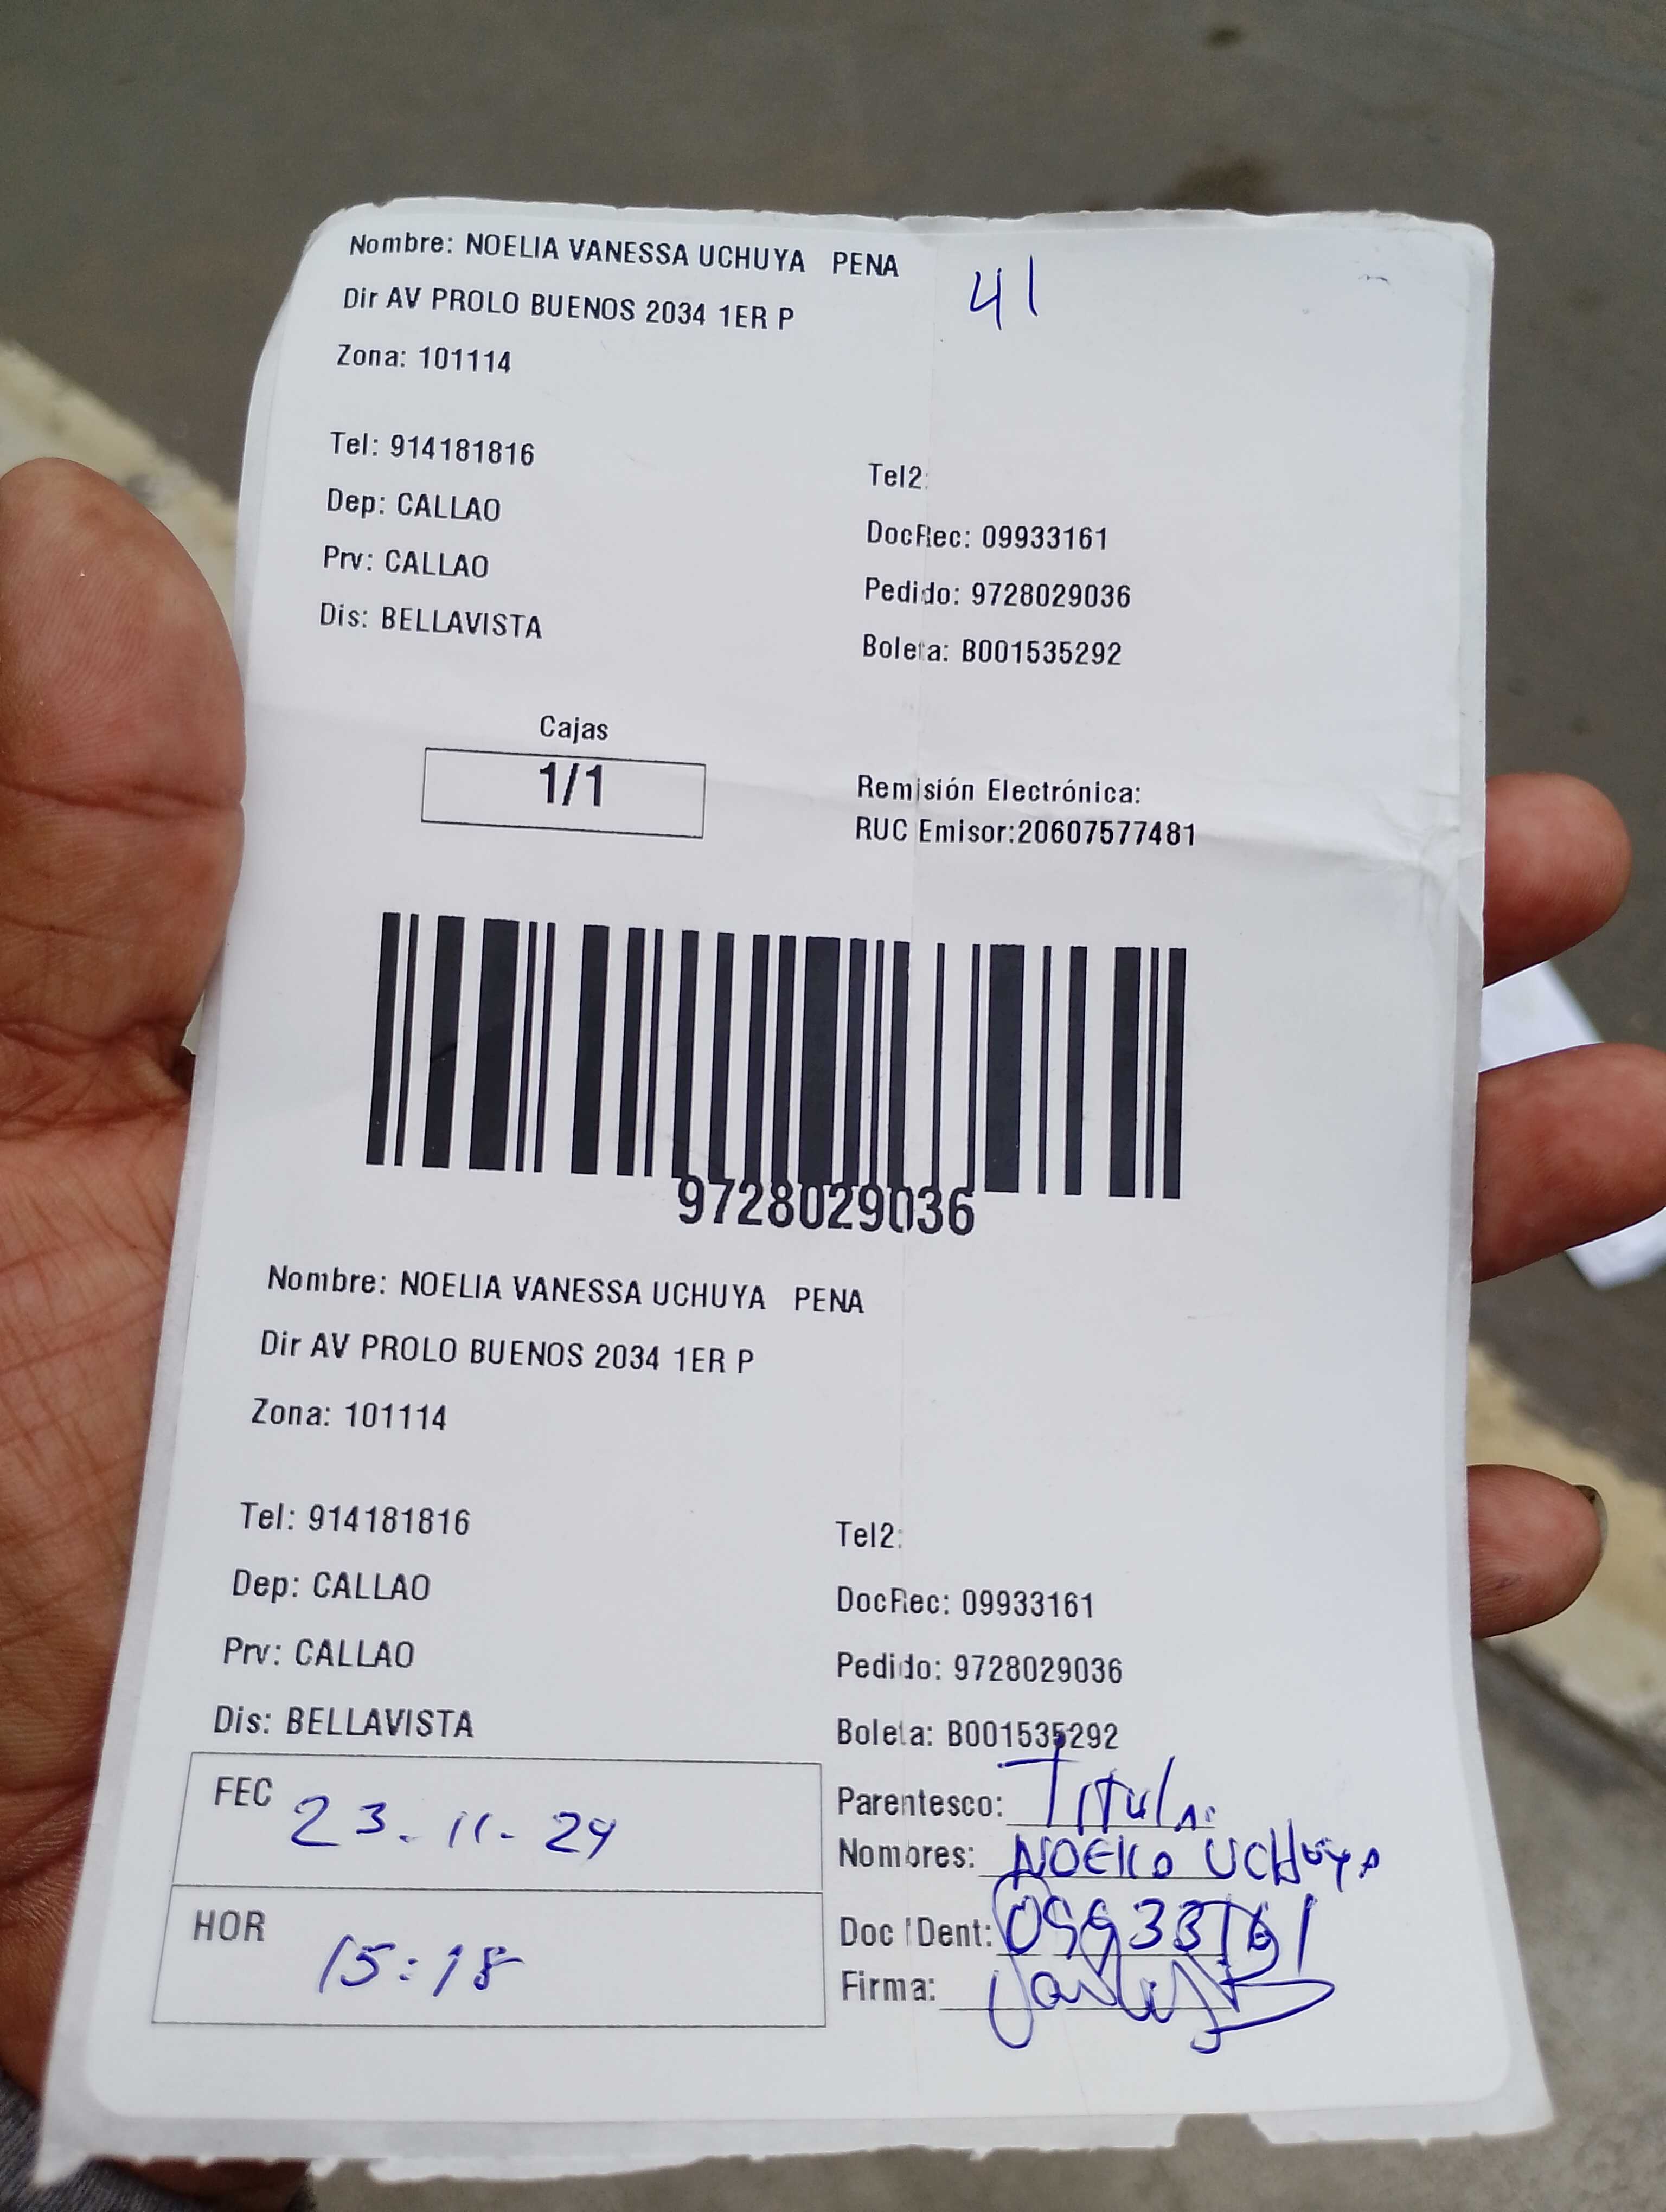 Nombre: NOELIA VANESSA UCHUYA PENA
41
Dir AV PROLO BUENOS 2034 1ER P
Zona: 101114
Tel: 914181816
Tel2:
Dep: CALLAO
DocRec: 09933161
Prv: CALLAO
Pedido: 9728029036
Dis: BELLAVISTA
Boleta: B001535292
Cajas
1/1
Remisión Electrónica:
RUC Emisor:20607577481
9728029036
Nombre: NOELIA VANESSA UCHUYA PENA
Dir AV PROLO BUENOS 2034 1ER P
Zona: 101114
Tel: 914181816
Tel2:
Dep: CALLAO
DocRec: 09933161
Prv: CALLAO
Pedido: 9728029036
Dis: BELLAVISTA
Boleta: B001535292
FEC 23-11-24
Parentesco: Titular
Nombres: NOELIA UCHUYA
HOR 15:18
Doc IDent: 09933161
Firma: